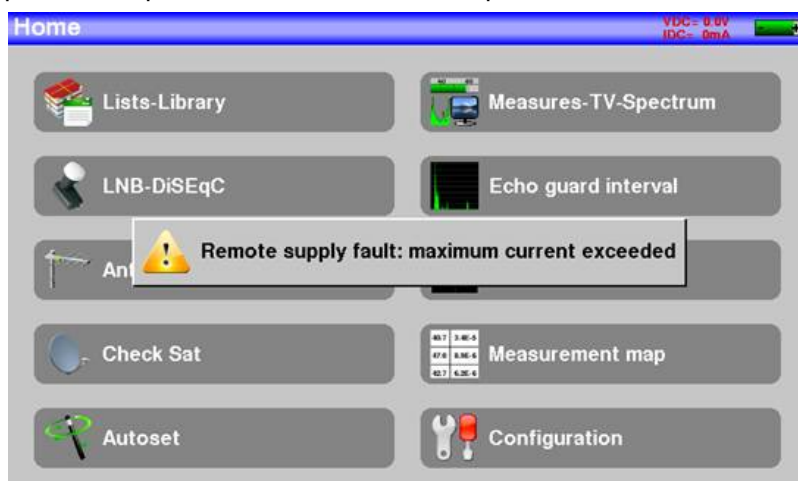 Home
VDC= 0.0V
IDC= 0mA
Lists-Library
Measures-TV-Spectrum
LNB-DiSEqC
Echo guard interval
Remote supply fault: maximum current exceeded
Ant
Check Sat
Measurement map
Autoset
Configuration